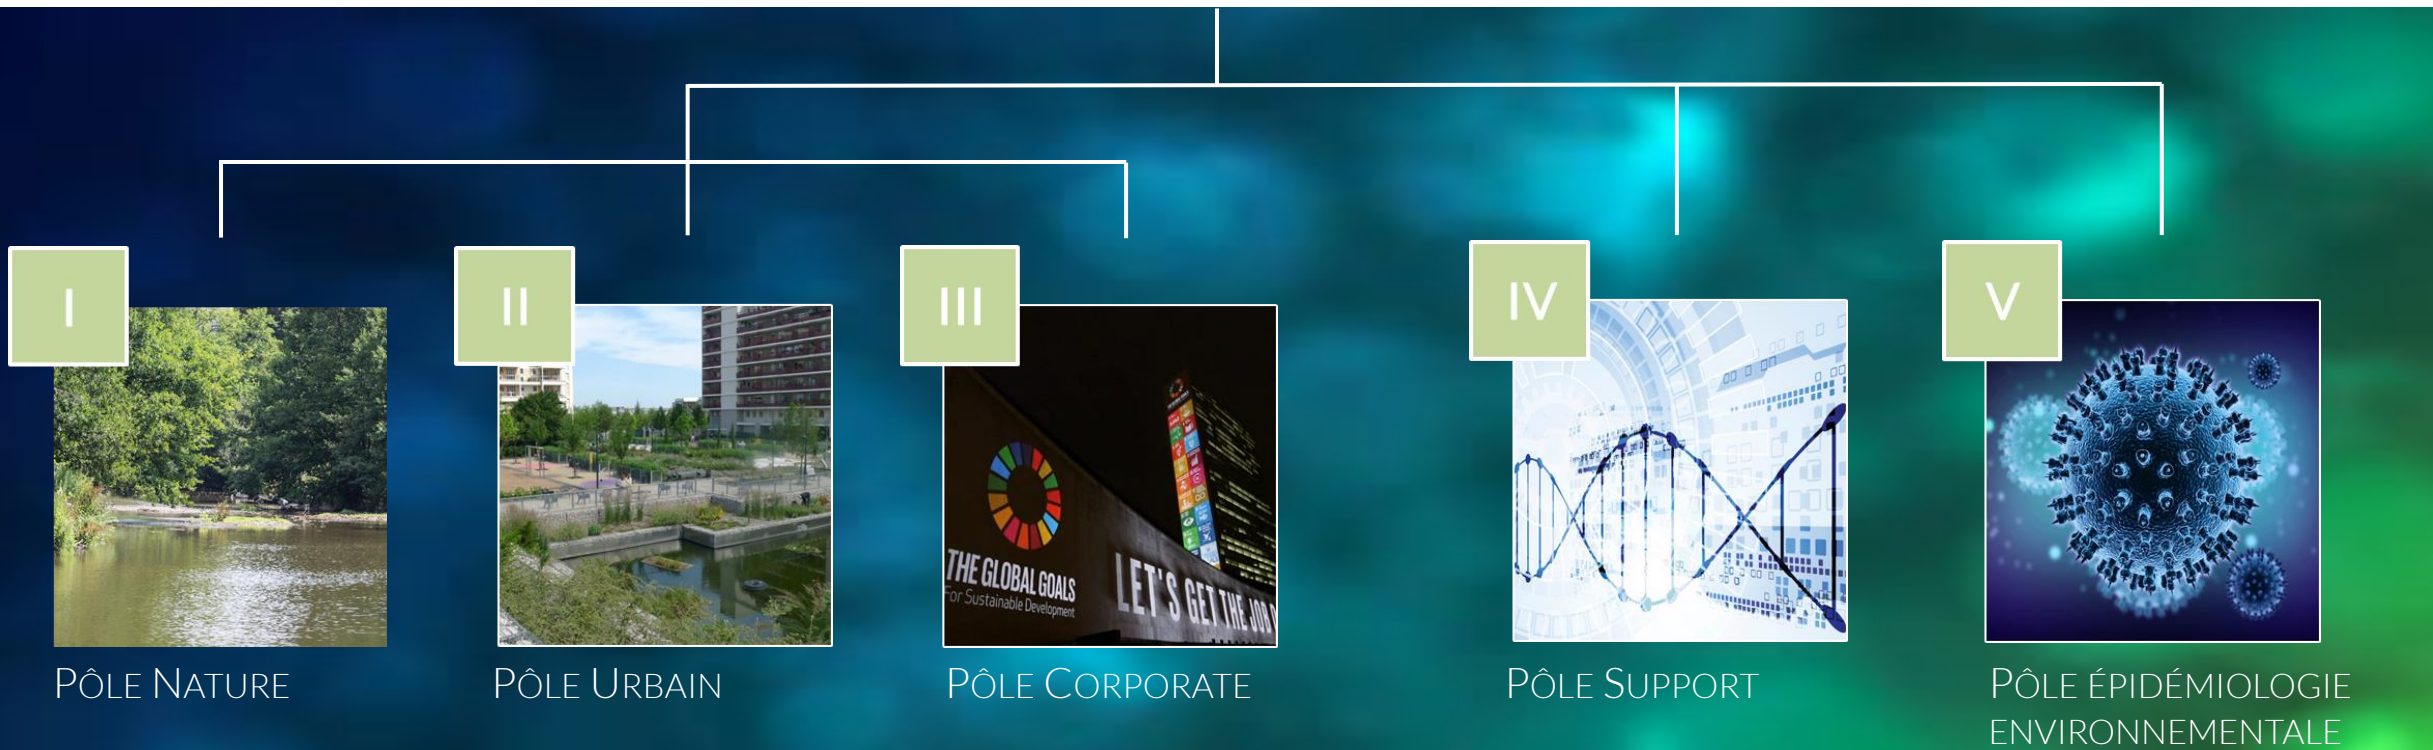 I
II
III
IV
V
THE GLOBAL GOALS
For Sustainable Development
LET'S GET THE JOB
PÔLE NATURE
PÔLE URBAIN
PÔLE CORPORATE
PÔLE SUPPORT
PÔLE ÉPIDÉMIOLOGIE
ENVIRONNEMENTALE